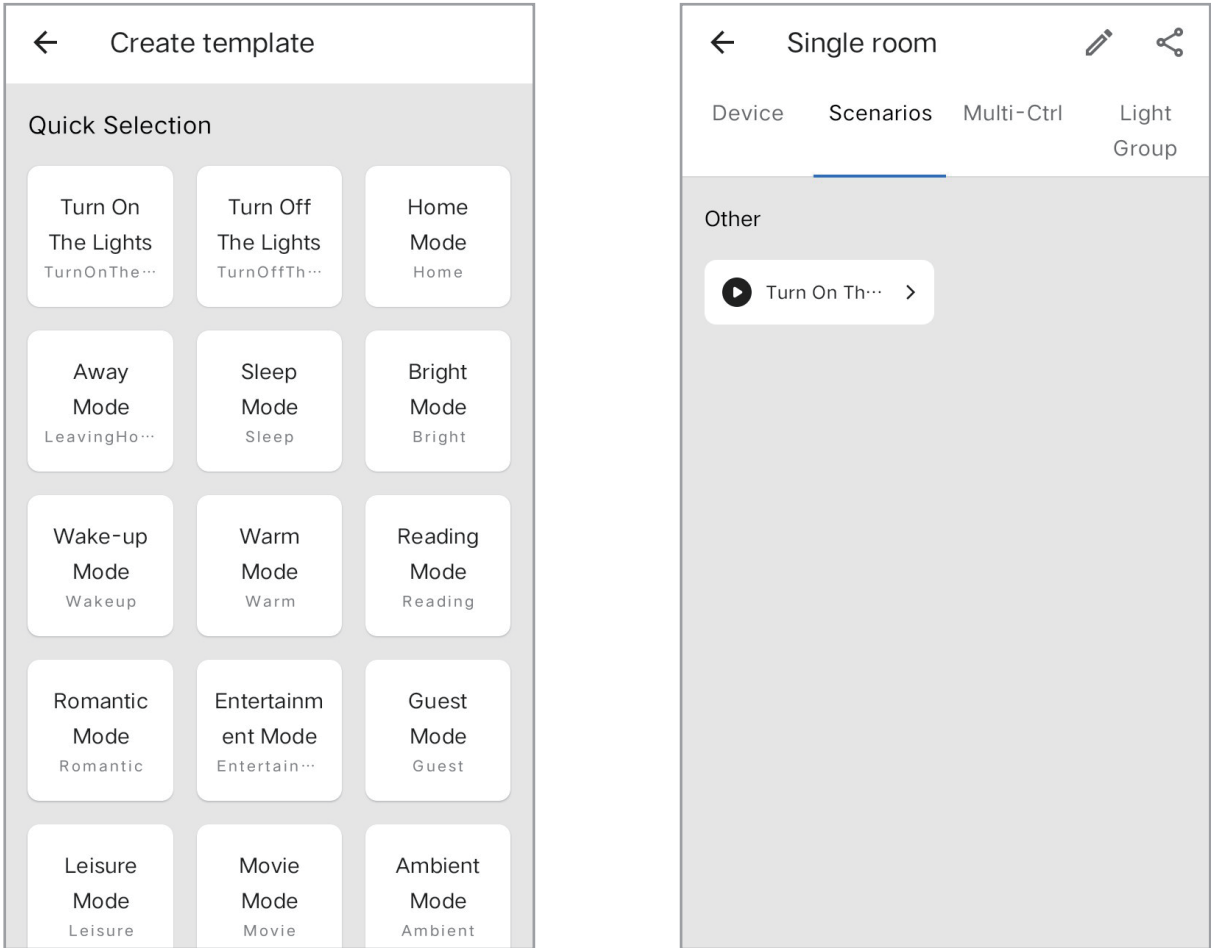 Create template
Quick Selection
Turn On
The Lights
TurnOnThe···
Turn Off
The Lights
TurnOffTh···
Home
Mode
Home
Away
Mode
LeavingHo···
Sleep
Mode
Sleep
Bright
Mode
Bright
Wake-up
Mode
Wakeup
Warm
Mode
Warm
Reading
Mode
Reading
Romantic
Mode
Romantic
Entertainm
ent Mode
Entertain···
Guest
Mode
Guest
Leisure
Mode
Leisure
Movie
Mode
Movie
Ambient
Mode
Ambient
Single room
Device
Scenarios
Multi-Ctrl
Light
Group
Other
Turn On Th···